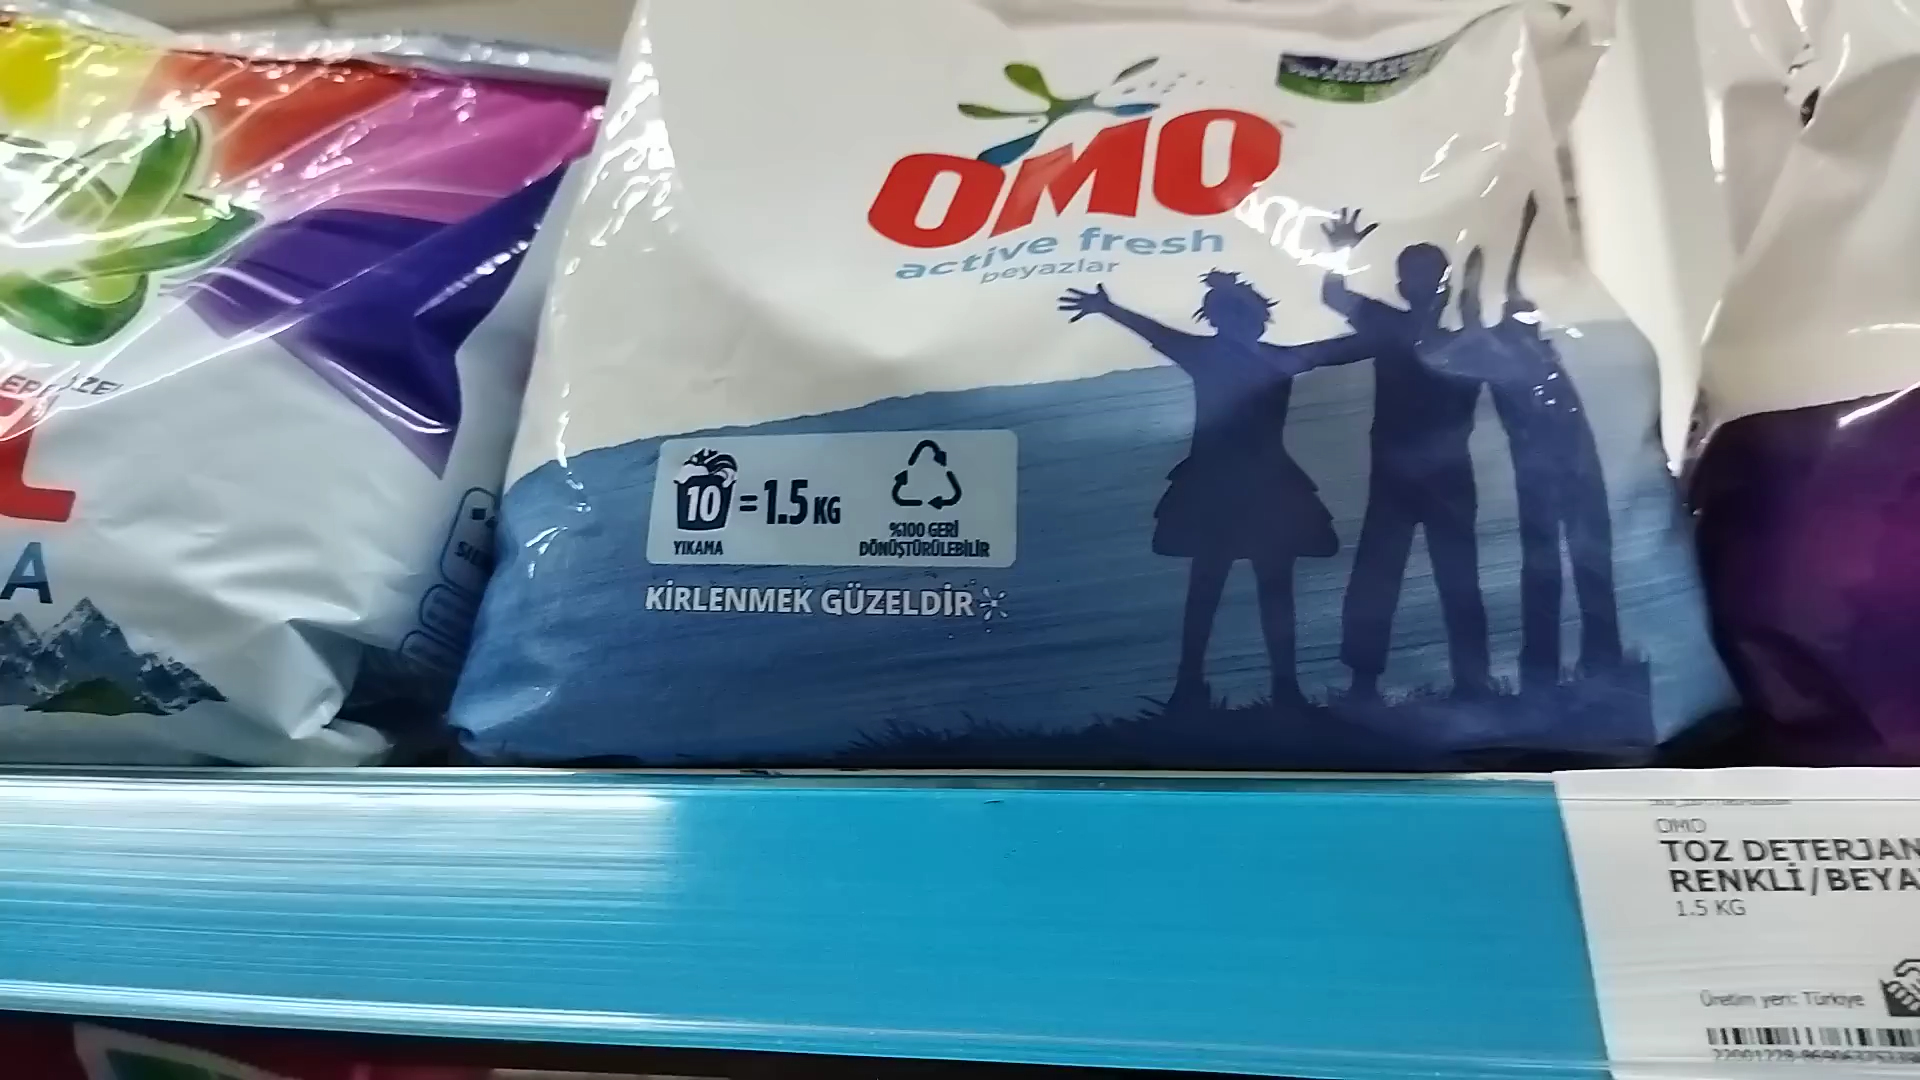 OMO
active fresh
beyazlar
10 = 1.5 KG
YIKAMA
%100 GERİ
DÖNÜŞTÜRÜLEBİLİR
KİRLENMEK GÜZELDİR
L
A
OMO
TOZ DETERJAN
RENKLİ/BEYA
1.5 KG
Üretim yeri: Türkiye